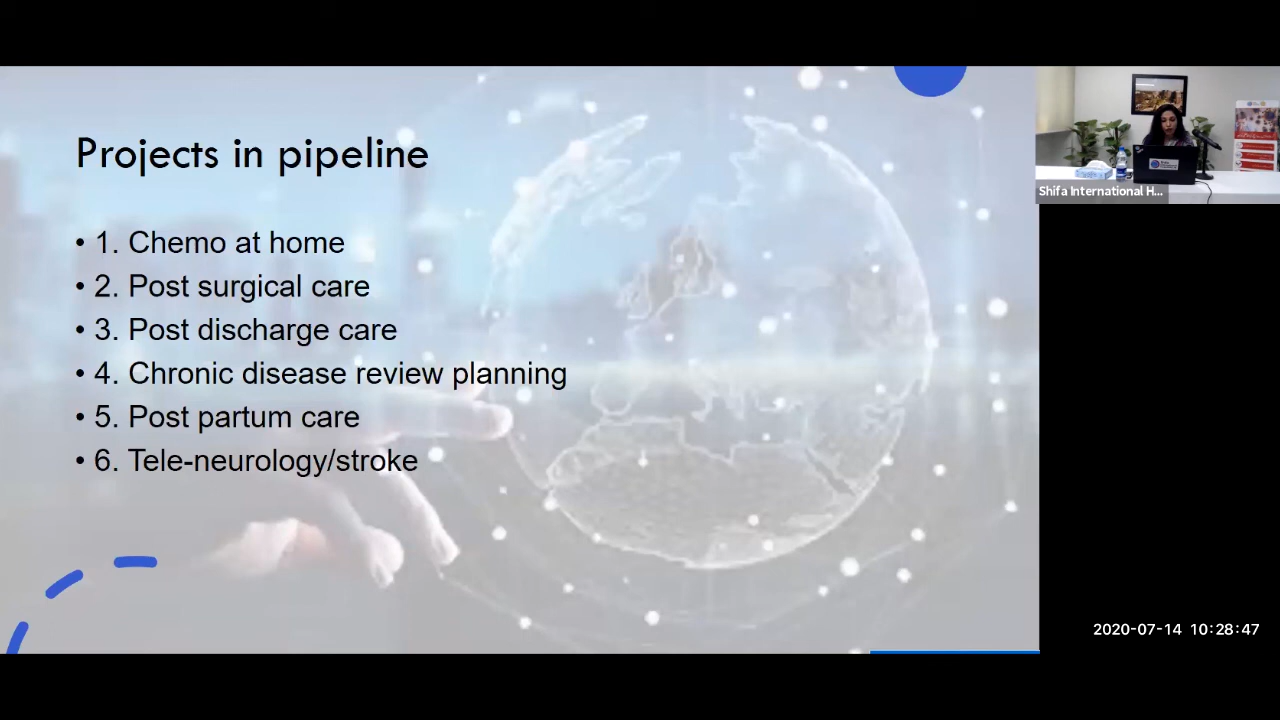 Projects in pipeline
• 1. Chemo at home
• 2. Post surgical care
• 3. Post discharge care
• 4. Chronic disease review planning
• 5. Post partum care
• 6. Tele-neurology/stroke
Shifa International H...
2020-07-14 10:28:47